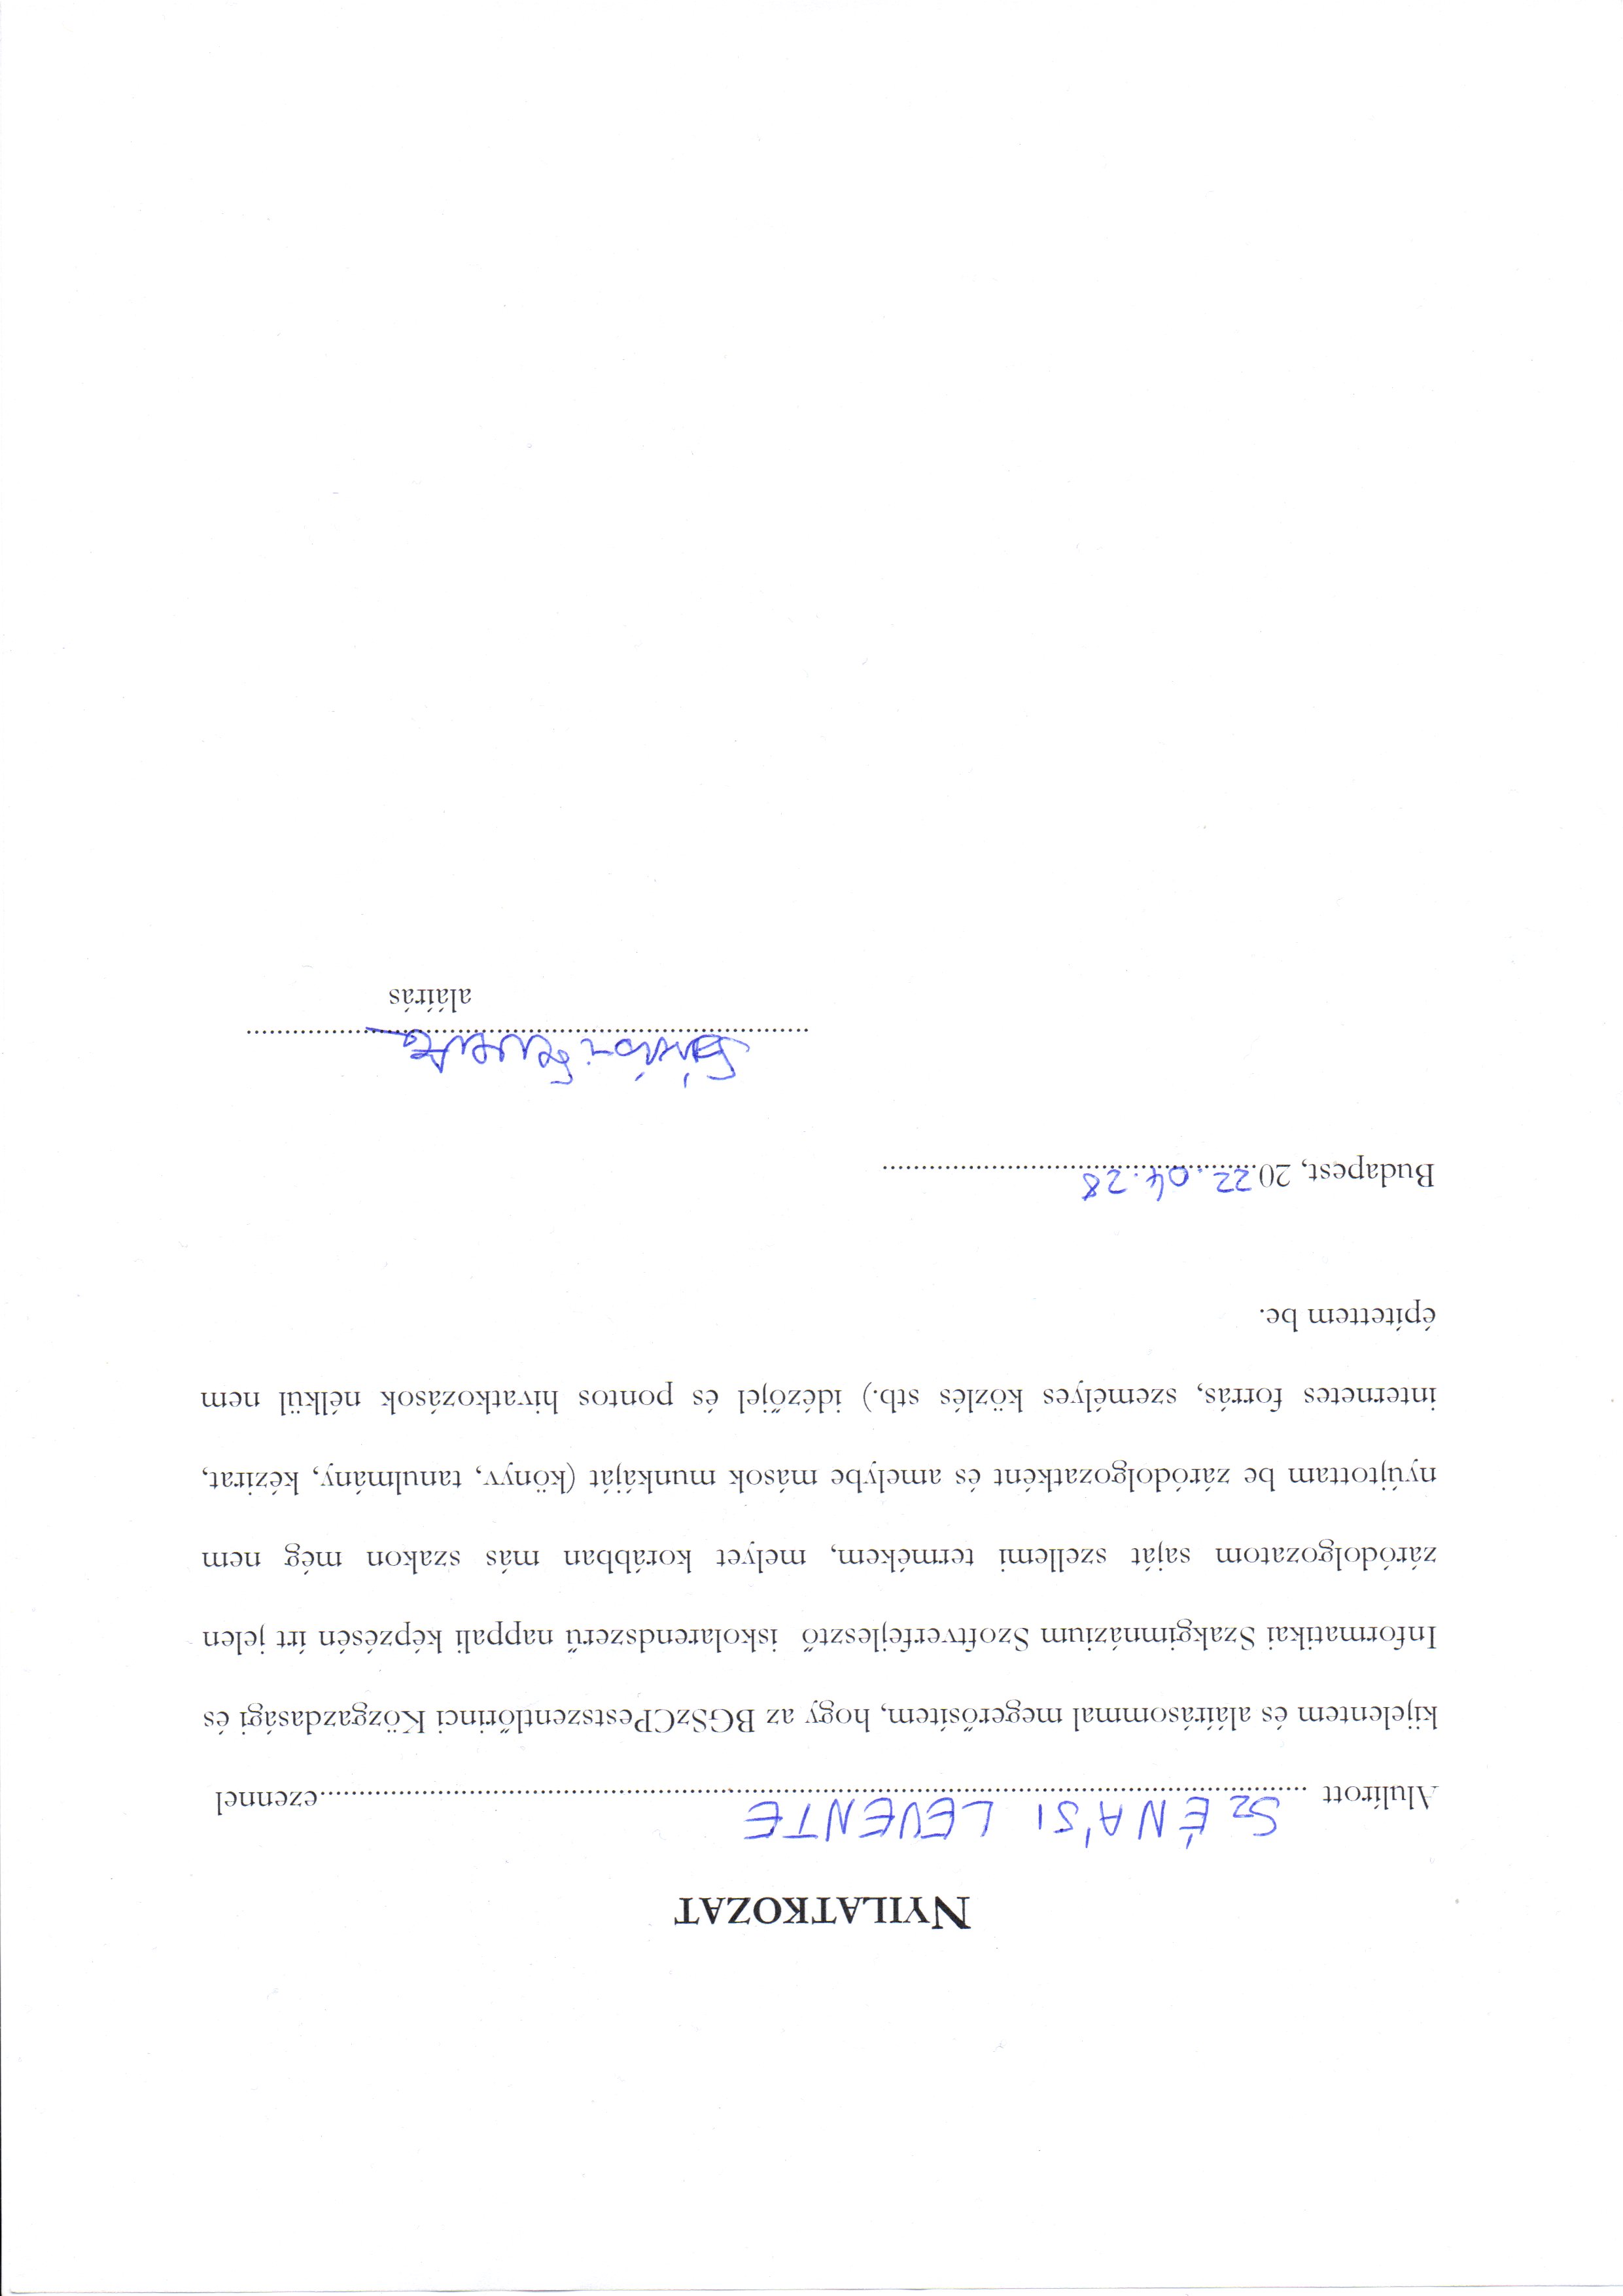 NYILATKOZAT
Alulírott SZÉNÁSI LEVENTE ezennel
kijelentem és aláírásommal megerősítem, hogy az BGSzCPestszentlőrinci Közgazdasági és
Informatikai Szakgimnázium Szoftverfejlesztő iskolarendszerű nappali képzésén írt jelen
záródolgozatom saját szellemi termékem, melyet korábban más szakon még nem
nyújtottam be záródolgozatként és amelybe mások munkáját (könyv, tanulmány, kézirat,
internetes forrás, személyes közlés stb.) idézőjel és pontos hivatkozások nélkül nem
építettem be.
Budapest, 2022.04.28
Szénási Levente
aláírás